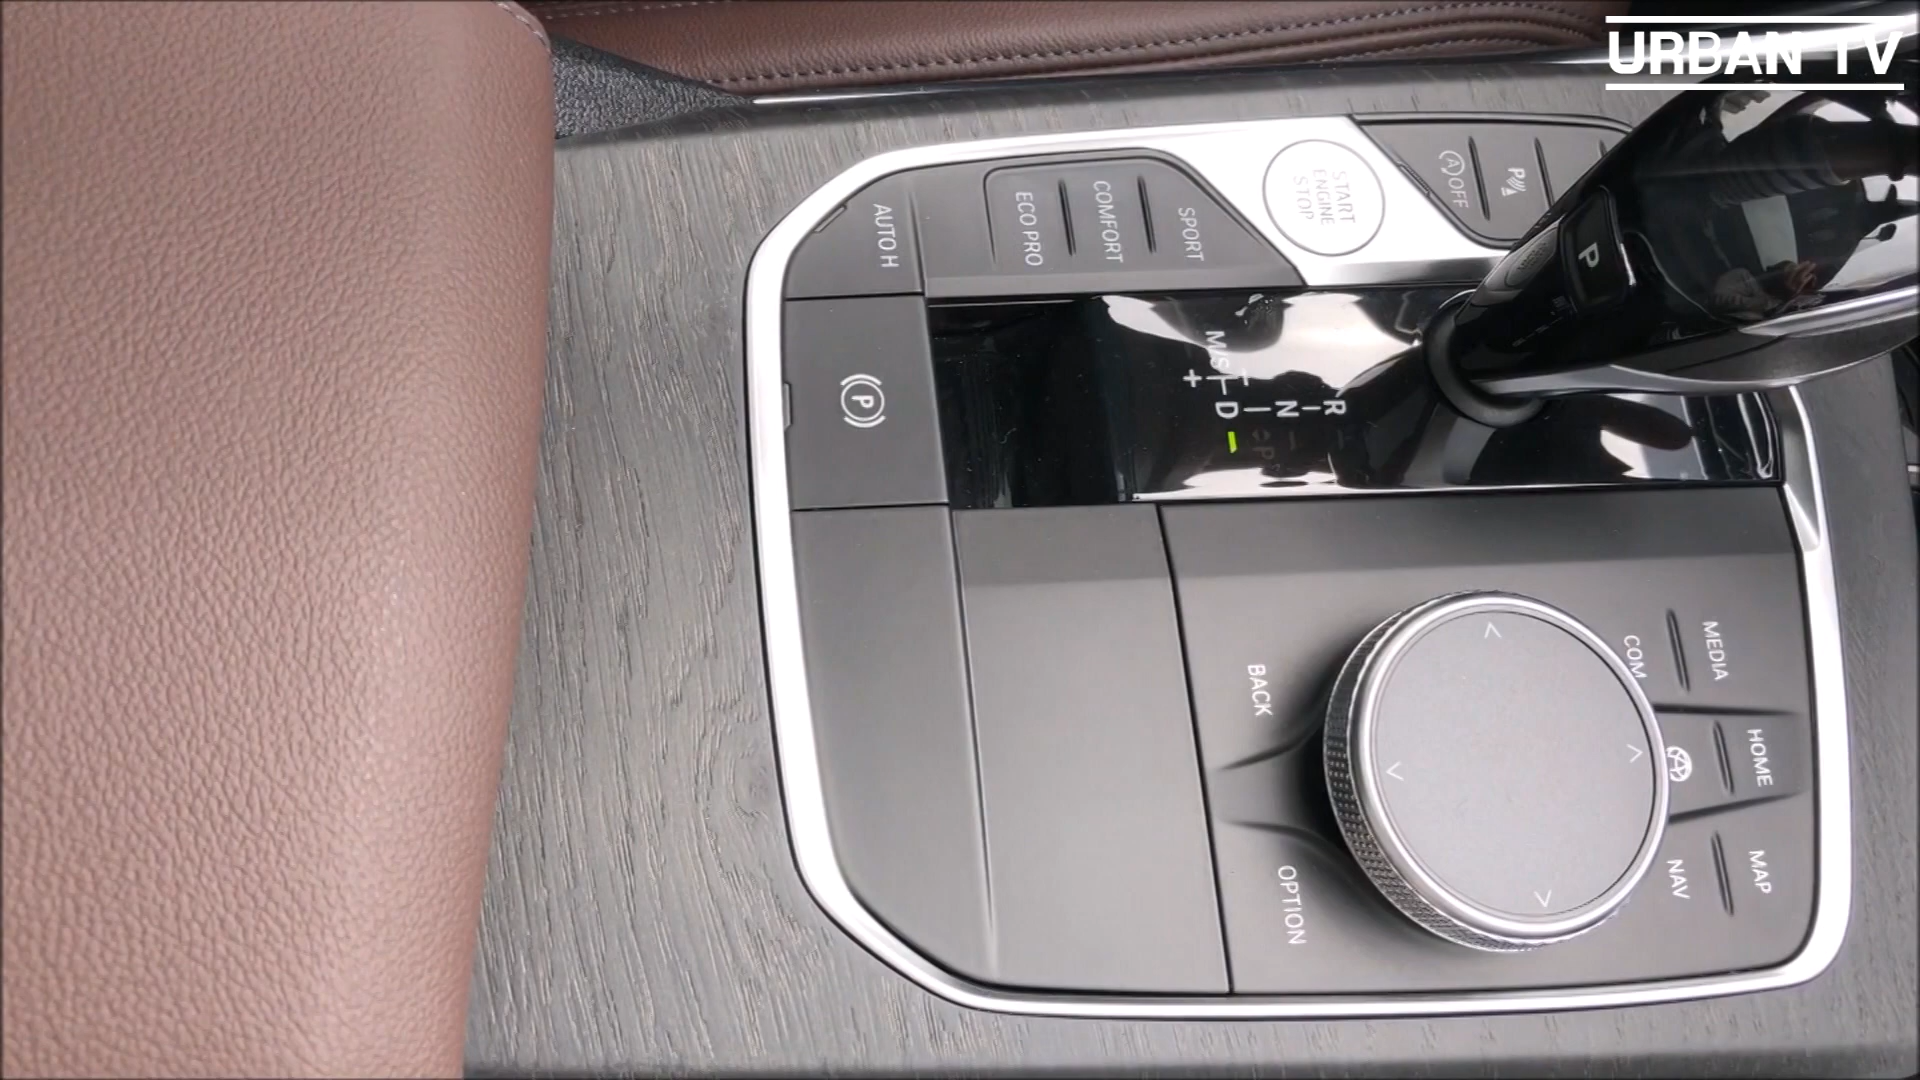 URBAN TV
START
ENGINE
STOP
(A)OFF
P
SPORT
COMFORT
ECO PRO
AUTO H
P
M/S
+
-
D
N
R
(P)
MEDIA
COM
HOME
MAP
NAV
BACK
OPTION